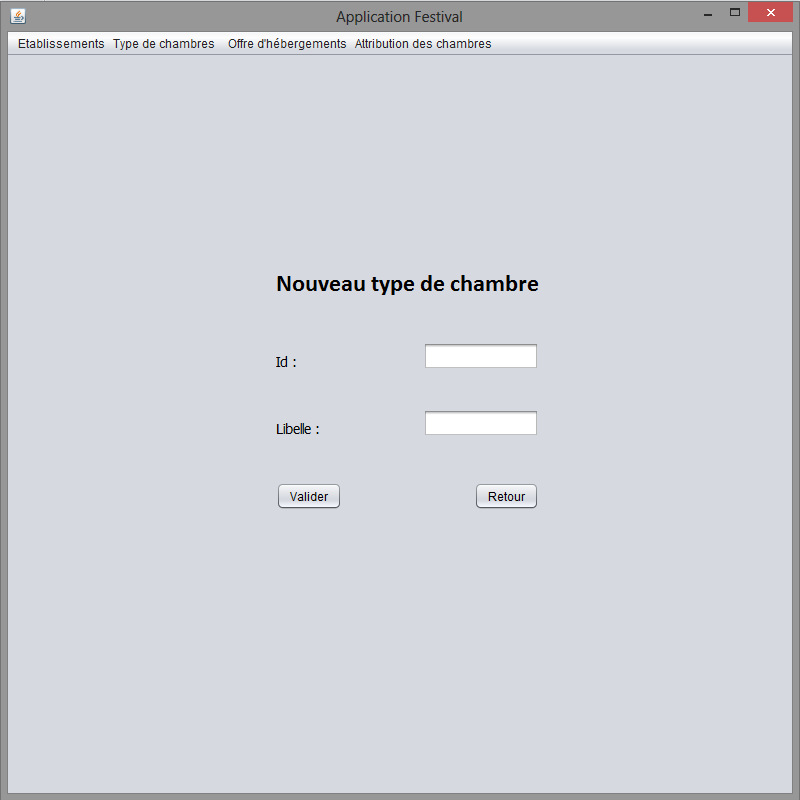 Application Festival
Etablissements Type de chambres Offre d'hébergements Attribution des chambres
Nouveau type de chambre
Id :
Libelle :
Valider Retour